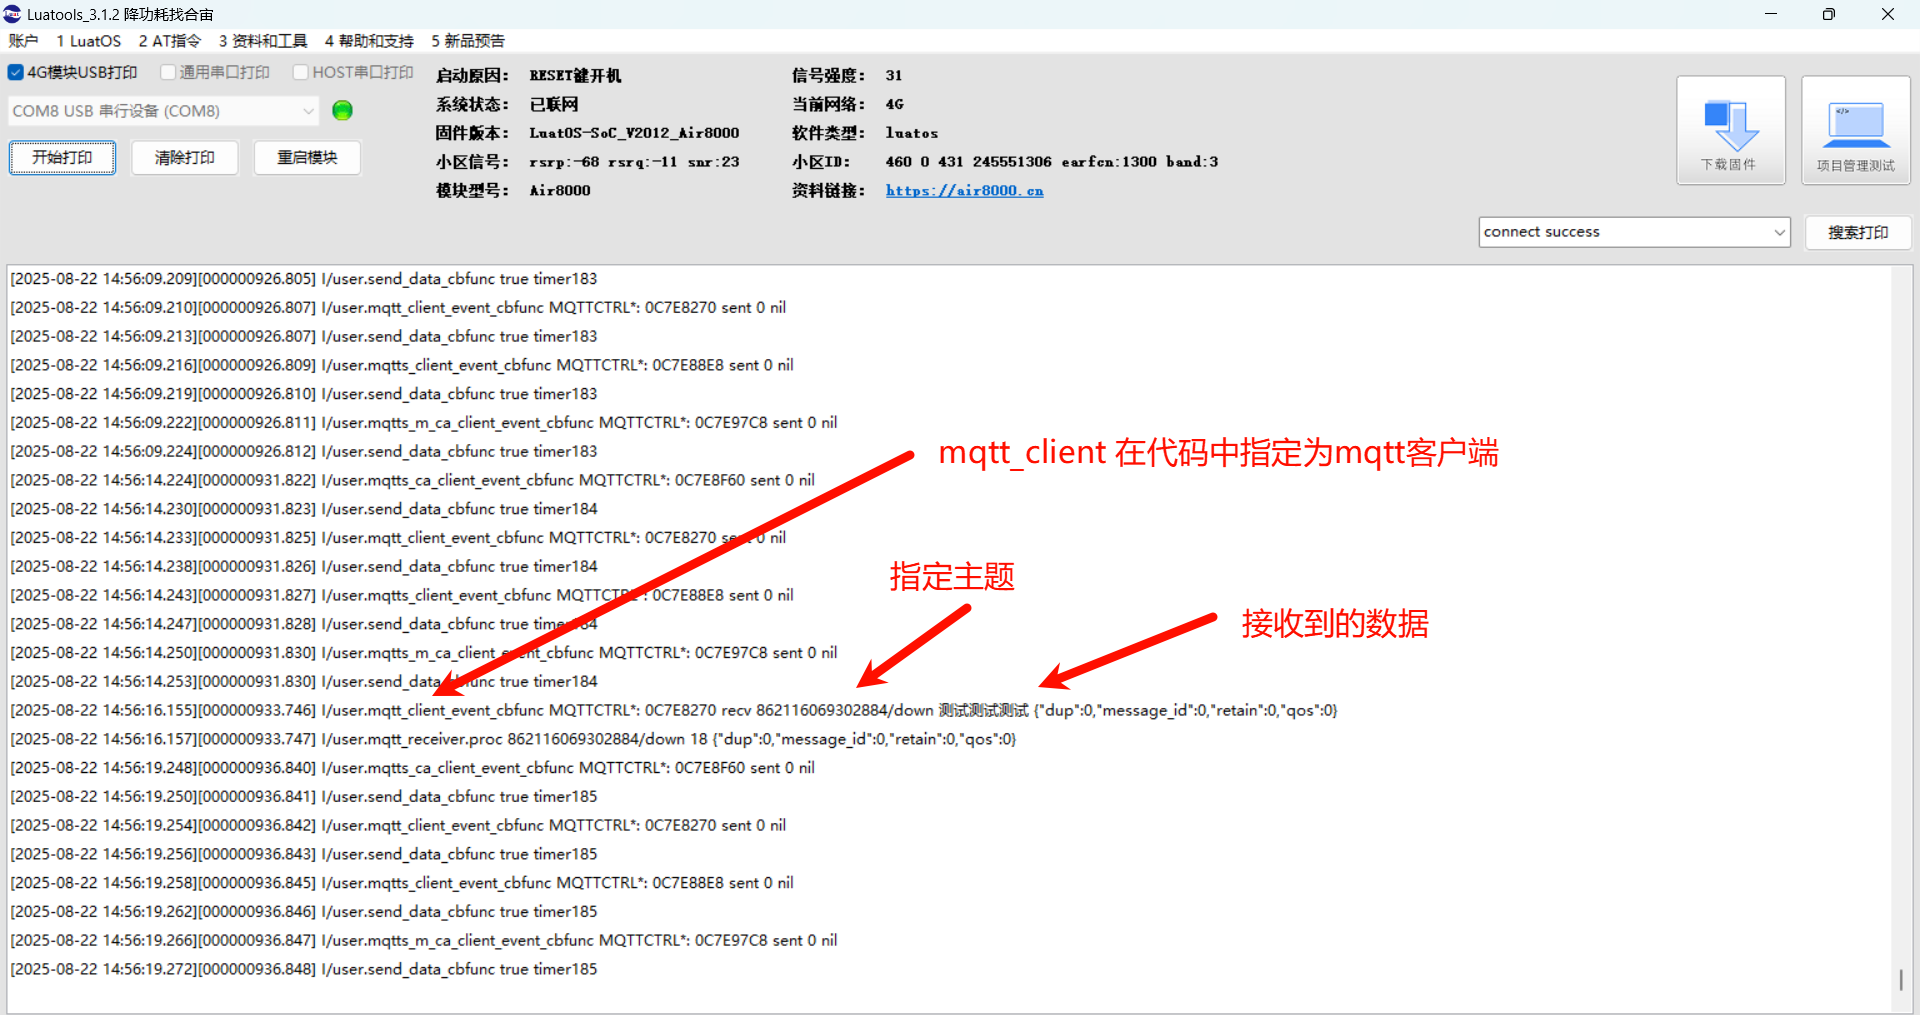 Luatools_3.1.2 降功耗找合宙
账户 1 LuatOS 2 AT指令 3 资料和工具 4 帮助和支持 5 新品预告
4G模块USB打印 通用串口打印 HOST串口打印
COM8 USB 串行设备 (COM8)
开始打印 清除打印 重启模块
启动原因： RESET键开机 信号强度： 31
系统状态： 已联网 当前网络： 4G
固件版本： LuatOS-SoC_V2012_Air8000 软件类型： luatos
小区信号： rsrp:-68 rsrq:-11 snr:23 小区ID： 460 0 431 245551306 earfcn:1300 band:3
模块型号： Air8000 资料链接： https://air8000.cn
下载固件 项目管理测试
connect success 搜索打印
[2025-08-22 14:56:09.209][000000926.805] I/user.send_data_cbfunc true timer183
[2025-08-22 14:56:09.210][000000926.807] I/user.mqtt_client_event_cbfunc MQTTCTRL*: 0C7E8270 sent 0 nil
[2025-08-22 14:56:09.213][000000926.807] I/user.send_data_cbfunc true timer183
[2025-08-22 14:56:09.216][000000926.809] I/user.mqtts_client_event_cbfunc MQTTCTRL*: 0C7E88E8 sent 0 nil
[2025-08-22 14:56:09.219][000000926.810] I/user.send_data_cbfunc true timer183
[2025-08-22 14:56:09.222][000000926.811] I/user.mqtts_m_ca_client_event_cbfunc MQTTCTRL*: 0C7E97C8 sent 0 nil
[2025-08-22 14:56:09.224][000000926.812] I/user.send_data_cbfunc true timer183
mqtt_client 在代码中指定为mqtt客户端
[2025-08-22 14:56:14.224][000000931.822] I/user.mqtts_ca_client_event_cbfunc MQTTCTRL*: 0C7E8F60 sent 0 nil
[2025-08-22 14:56:14.230][000000931.823] I/user.send_data_cbfunc true timer184
[2025-08-22 14:56:14.233][000000931.825] I/user.mqtt_client_event_cbfunc MQTTCTRL*: 0C7E8270 sent 0 nil
[2025-08-22 14:56:14.238][000000931.826] I/user.send_data_cbfunc true timer184
指定主题
[2025-08-22 14:56:14.243][000000931.827] I/user.mqtts_client_event_cbfunc MQTTCTRL*: 0C7E88E8 sent 0 nil
[2025-08-22 14:56:14.247][000000931.828] I/user.send_data_cbfunc true timer184
接收到的数据
[2025-08-22 14:56:14.250][000000931.830] I/user.mqtts_m_ca_client_event_cbfunc MQTTCTRL*: 0C7E97C8 sent 0 nil
[2025-08-22 14:56:14.253][000000931.830] I/user.send_data_cbfunc true timer184
[2025-08-22 14:56:16.155][000000933.746] I/user.mqtt_client_event_cbfunc MQTTCTRL*: 0C7E8270 recv 862116069302884/down 测试测试测试 {"dup":0,"message_id":0,"retain":0,"qos":0}
[2025-08-22 14:56:16.157][000000933.747] I/user.mqtt_receiver.proc 862116069302884/down 18 {"dup":0,"message_id":0,"retain":0,"qos":0}
[2025-08-22 14:56:19.248][000000936.840] I/user.mqtts_ca_client_event_cbfunc MQTTCTRL*: 0C7E8F60 sent 0 nil
[2025-08-22 14:56:19.250][000000936.841] I/user.send_data_cbfunc true timer185
[2025-08-22 14:56:19.254][000000936.842] I/user.mqtt_client_event_cbfunc MQTTCTRL*: 0C7E8270 sent 0 nil
[2025-08-22 14:56:19.256][000000936.843] I/user.send_data_cbfunc true timer185
[2025-08-22 14:56:19.258][000000936.845] I/user.mqtts_client_event_cbfunc MQTTCTRL*: 0C7E88E8 sent 0 nil
[2025-08-22 14:56:19.262][000000936.846] I/user.send_data_cbfunc true timer185
[2025-08-22 14:56:19.266][000000936.847] I/user.mqtts_m_ca_client_event_cbfunc MQTTCTRL*: 0C7E97C8 sent 0 nil
[2025-08-22 14:56:19.272][000000936.848] I/user.send_data_cbfunc true timer185